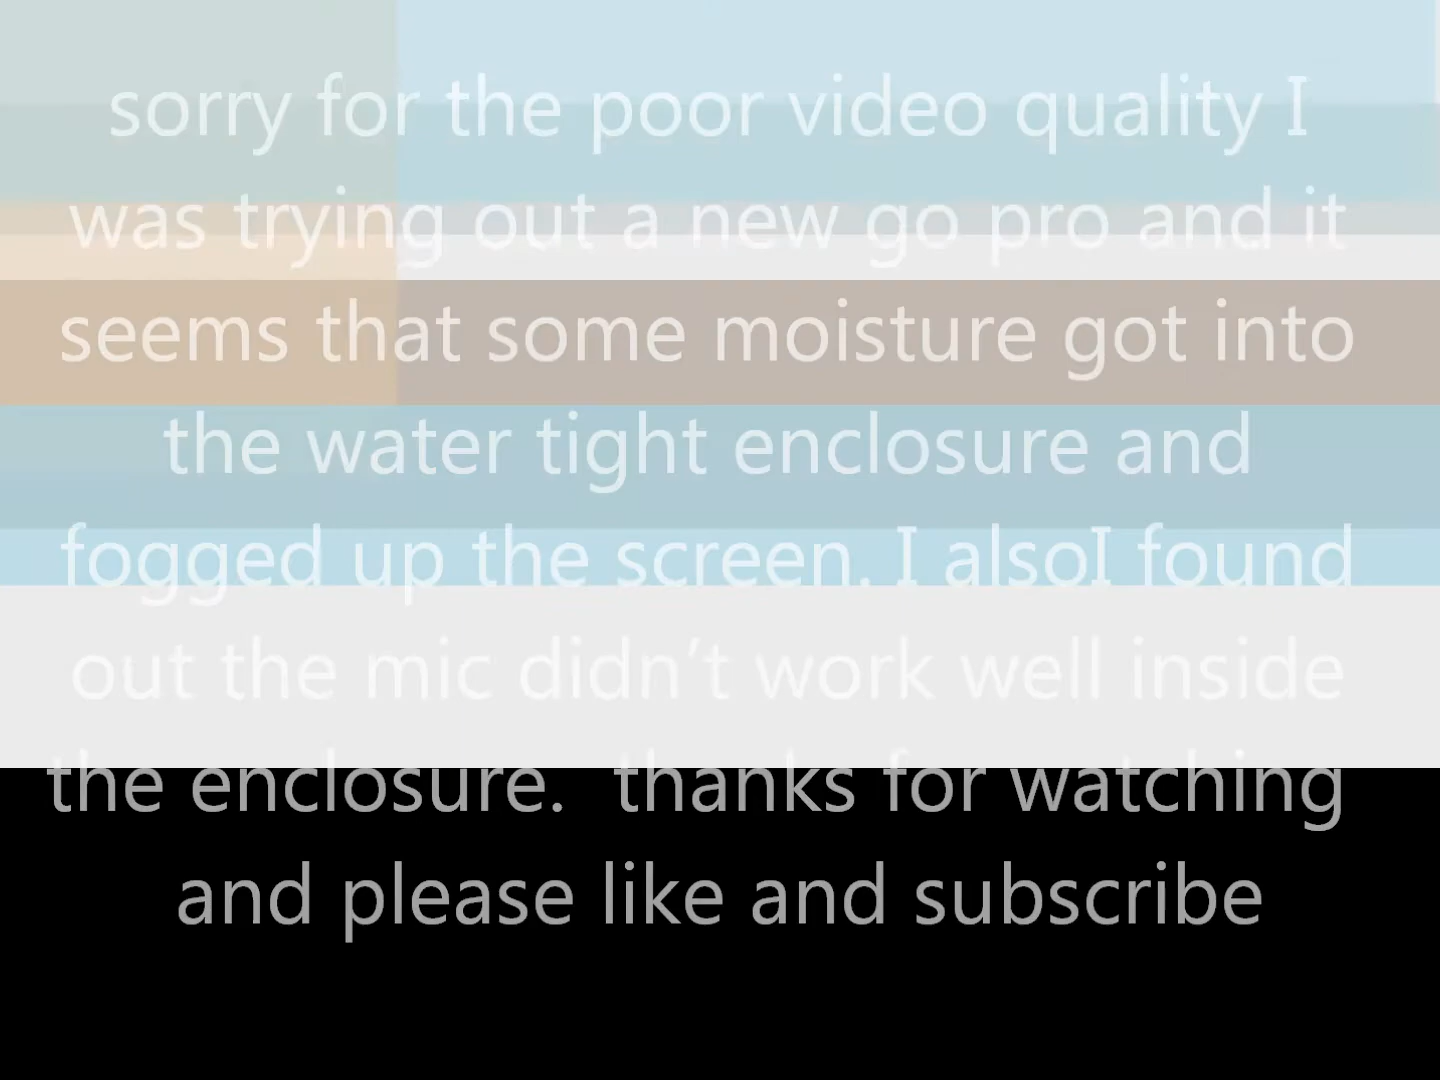 sorry for the poor video quality I
was trying out a new go pro and it
seems that some moisture got into
the water tight enclosure and
fogged up the screen. I alsoI found
out the mic didn’t work well inside
the enclosure.  thanks for watching
and please like and subscribe